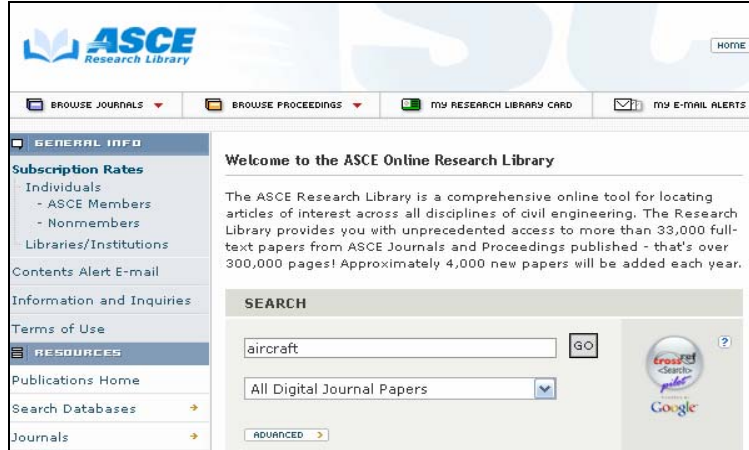 ASCE
Research Library
HOME
BROWSE JOURNALS
BROWSE PROCEEDINGS
MY RESEARCH LIBRARY CARD
MY E-MAIL ALERTS
GENERAL INFO
Subscription Rates
Individuals
- ASCE Members
- Nonmembers
Libraries/Institutions
Contents Alert E-mail
Information and Inquiries
Terms of Use
RESOURCES
Publications Home
Search Databases
Journals
Welcome to the ASCE Online Research Library
The ASCE Research Library is a comprehensive online tool for locating
articles of interest across all disciplines of civil engineering. The Research
Library provides you with unprecedented access to more than 33,000 full-
text papers from ASCE Journals and Proceedings published - that's over
300,000 pages! Approximately 4,000 new papers will be added each year.
SEARCH
aircraft
GO
All Digital Journal Papers
ADVANCED >
crossref
<Search>
pilot
Google
?